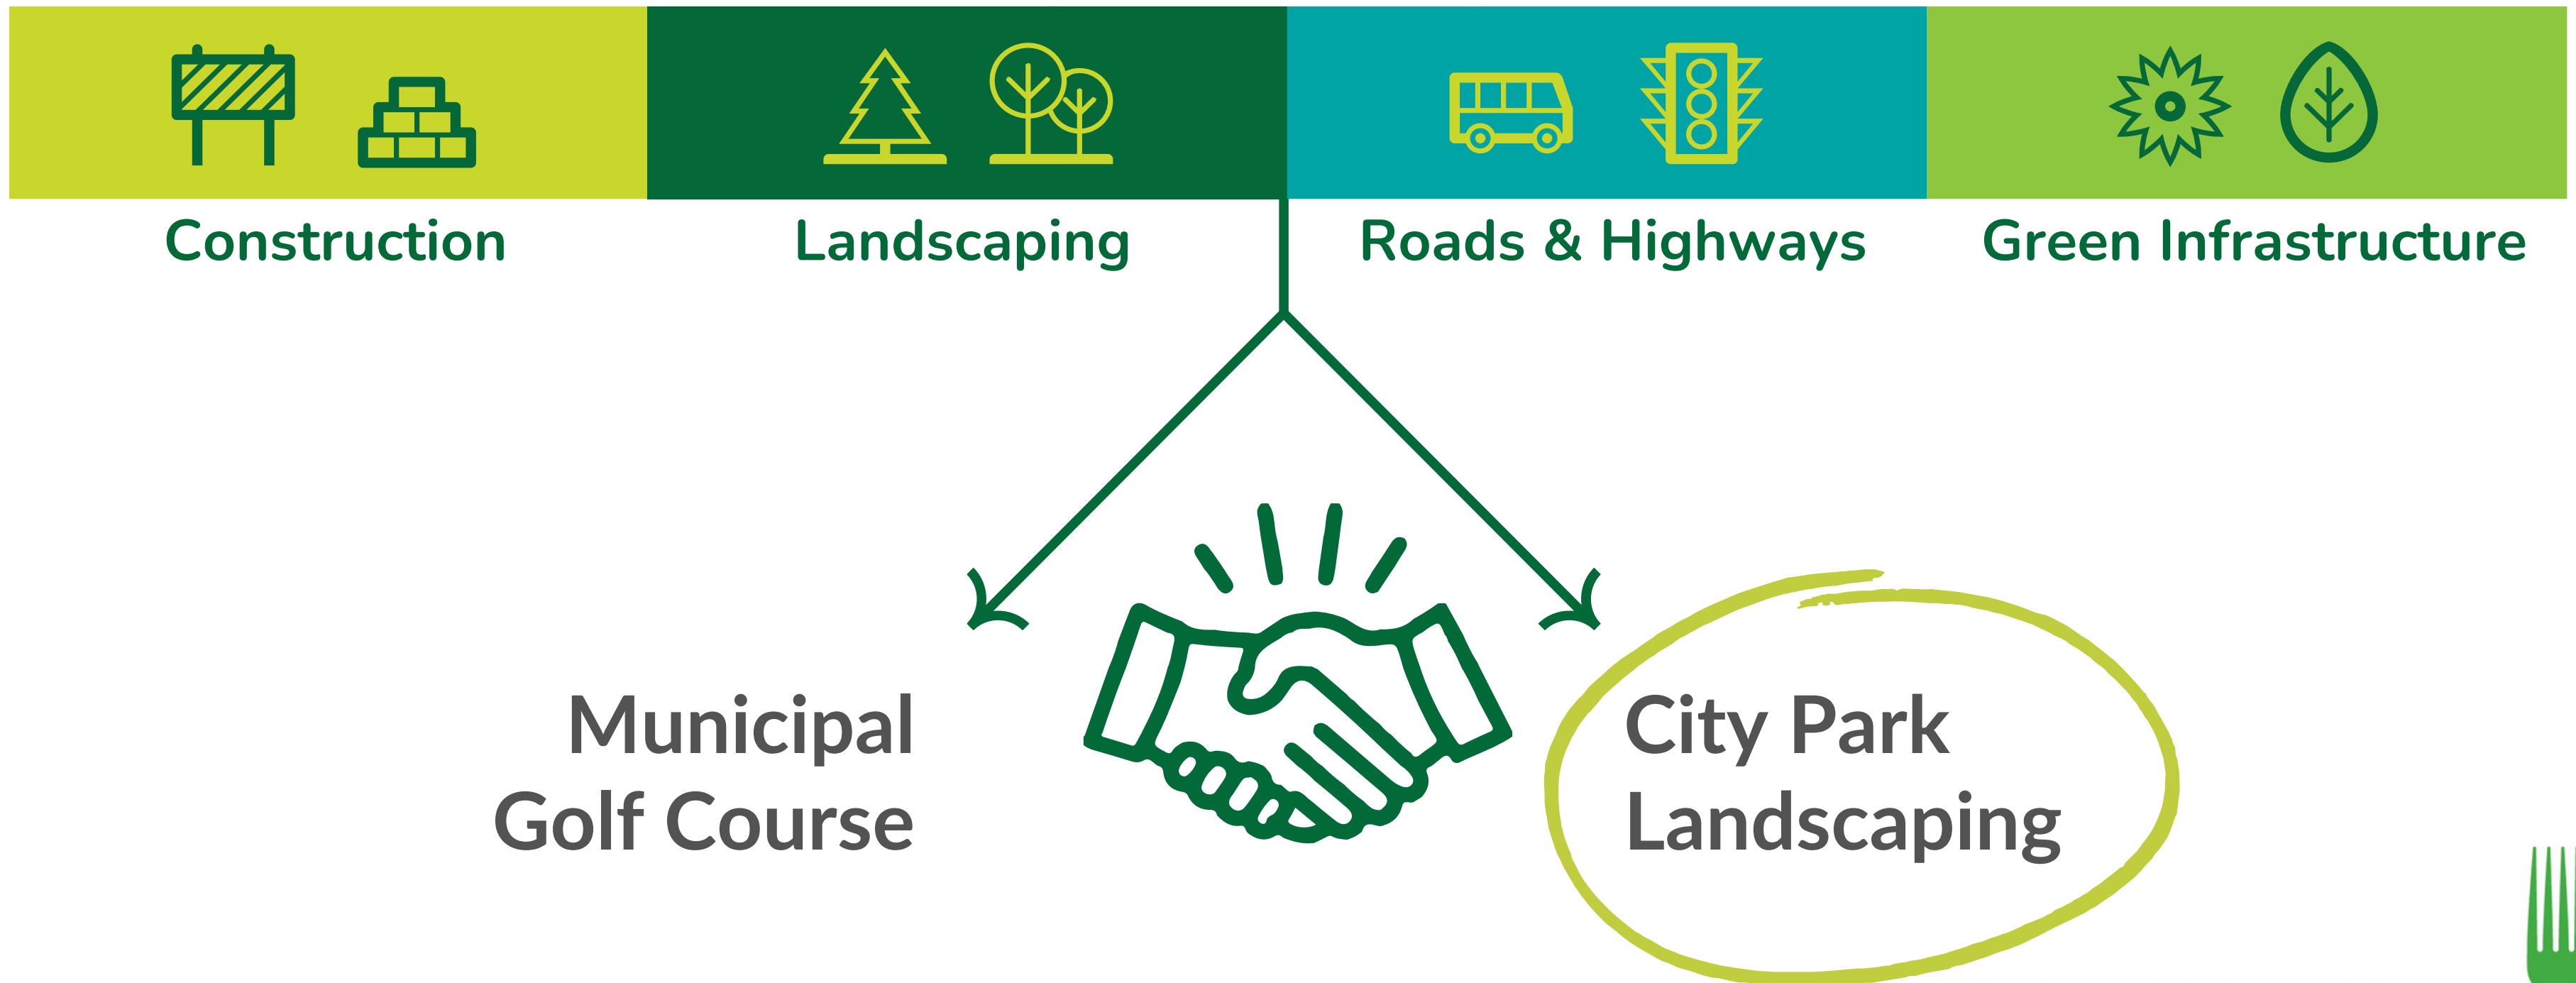 Construction
Landscaping
Roads & Highways
Green Infrastructure
Municipal
Golf Course
City Park
Landscaping